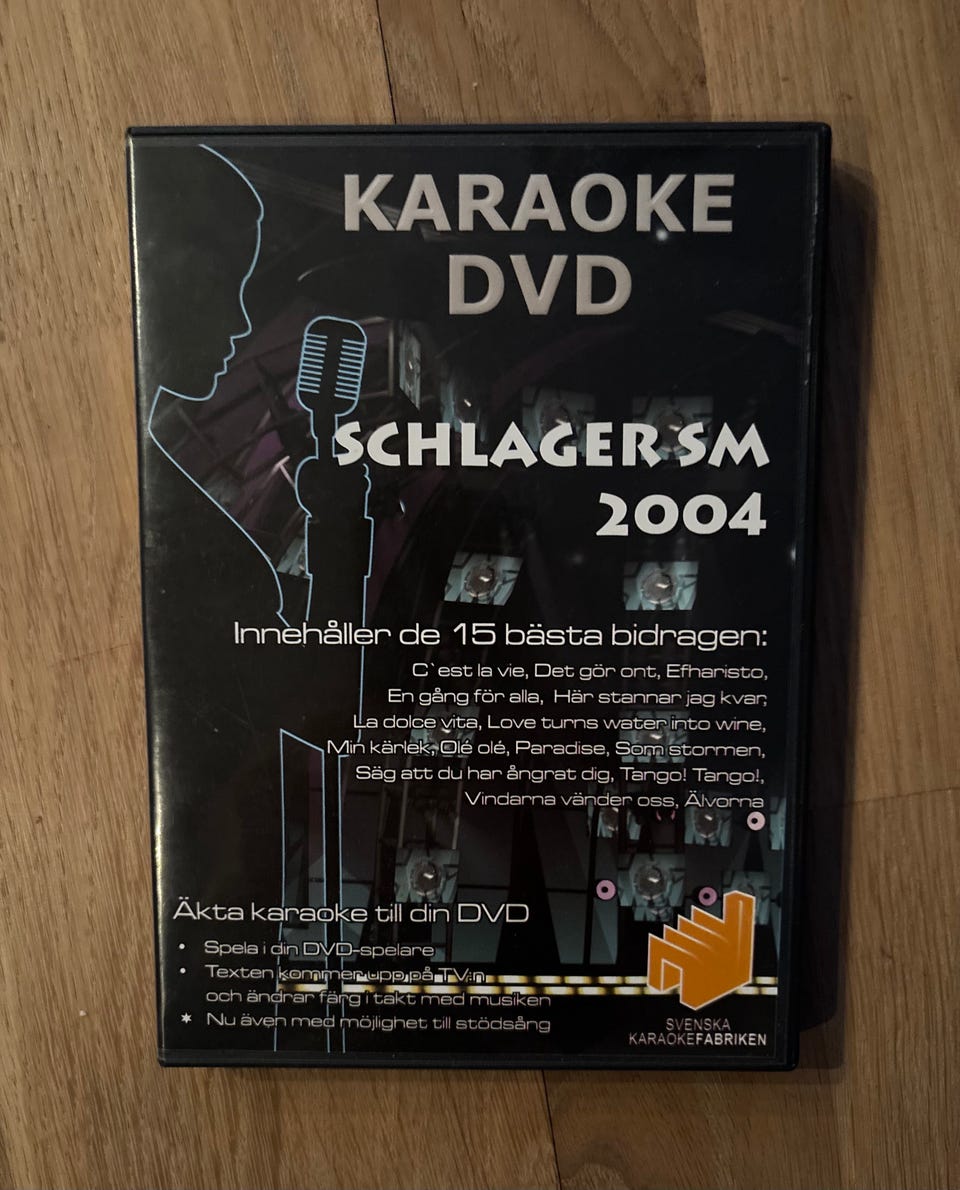 KARAOKE
DVD
SCHLAGER SM
2004
Innehåller de 15 bästa bidragen:
C`est la vie, Det gör ont, Efharisto,
En gång för alla, Här stannar jag kvar,
La dolce vita, Love turns water into wine,
Min kärlek, Olé olé, Paradise, Som stormen,
Säg att du har ångrat dig, Tango! Tango!,
Vindarna vänder oss, Älvorna
Äkta karaoke till din DVD
• Spela i din DVD-spelare
• Texten kommer upp på TV:n
och ändrar färg i takt med musiken
* Nu även med möjlighet till stödsång
SVENSKA
KARAOKEFABRIKEN